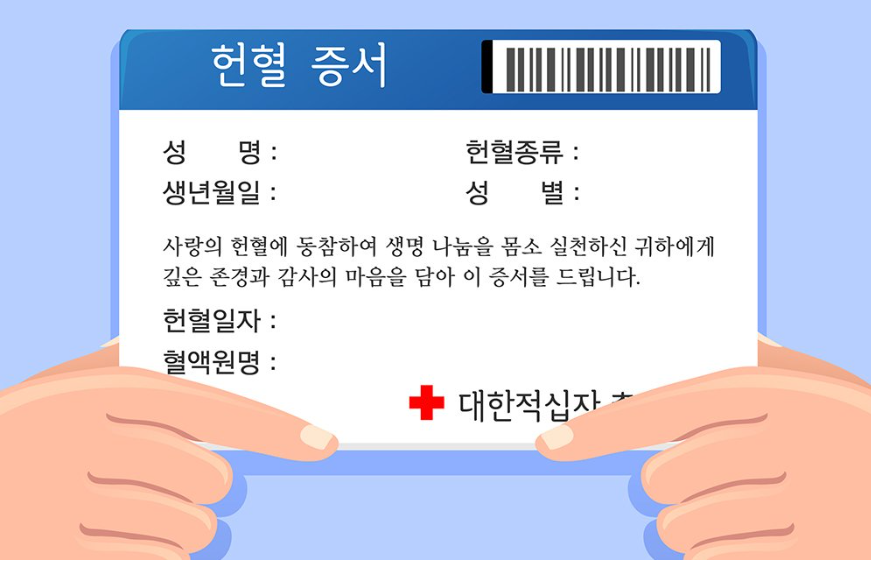 헌혈 증서
성 명 : 헌혈종류 :
생년월일 : 성 별 :
사랑의 헌혈에 동참하여 생명 나눔을 몸소 실천하신 귀하에게
깊은 존경과 감사의 마음을 담아 이 증서를 드립니다.
헌혈일자 :
혈액원명 :
대한적십자